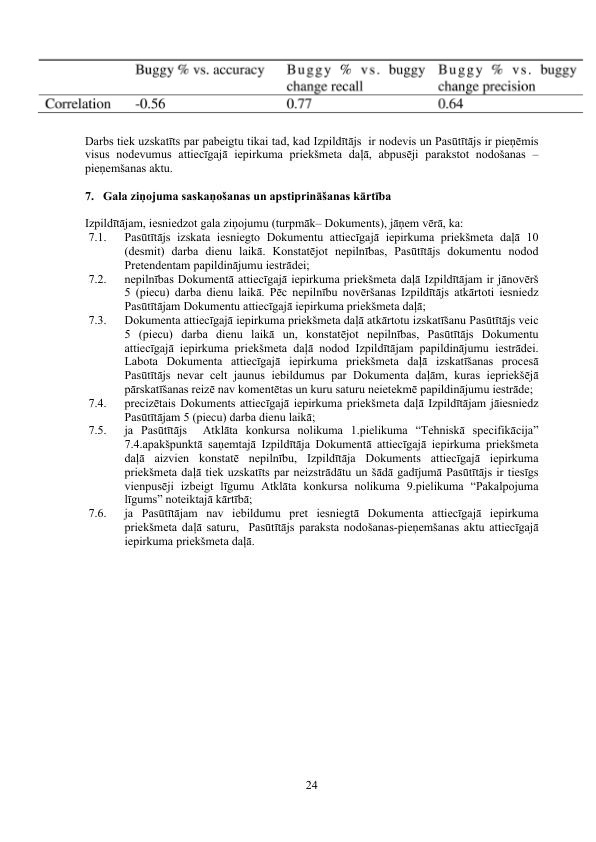 Buggy % vs. accuracy Buggy % vs. buggy Buggy % vs. buggy
change recall change precision
Correlation -0.56 0.77 0.64
Darbs tiek uzskatīts par pabeigtu tikai tad, kad Izpildītājs ir nodevis un Pasūtītājs ir pieņēmis
visus nodevumus attiecīgajā iepirkuma priekšmeta daļā, abpusēji parakstot nodošanas –
pieņemšanas aktu.
7. Gala ziņojuma saskaņošanas un apstiprināšanas kārtība
Izpildītājam, iesniedzot gala ziņojumu (turpmāk– Dokuments), jāņem vērā, ka:
7.1. Pasūtītājs izskata iesniegto Dokumentu attiecīgajā iepirkuma priekšmeta daļā 10
(desmit) darba dienu laikā. Konstatējot nepilnības, Pasūtītājs dokumentu nodod
Pretendentam papildinājumu iestrādei;
7.2. nepilnības Dokumentā attiecīgajā iepirkuma priekšmeta daļā Izpildītājam ir jānovērš
5 (piecu) darba dienu laikā. Pēc nepilnību novēršanas Izpildītājs atkārtoti iesniedz
Pasūtītājam Dokumentu attiecīgajā iepirkuma priekšmeta daļā;
7.3. Dokumenta attiecīgajā iepirkuma priekšmeta daļā atkārtotu izskatīšanu Pasūtītājs veic
5 (piecu) darba dienu laikā un, konstatējot nepilnības, Pasūtītājs Dokumentu
attiecīgajā iepirkuma priekšmeta daļā nodod Izpildītājam papildinājumu iestrādei.
Labota Dokumenta attiecīgajā iepirkuma priekšmeta daļā izskatīšanas procesā
Pasūtītājs nevar celt jaunus iebildumus par Dokumenta daļām, kuras iepriekšējā
pārskatīšanas reizē nav komentētas un kuru saturu neietekmē papildinājumu iestrāde;
7.4. precizētais Dokuments attiecīgajā iepirkuma priekšmeta daļā Izpildītājam jāiesniedz
Pasūtītājam 5 (piecu) darba dienu laikā;
7.5. ja Pasūtītājs Atklāta konkursa nolikuma 1.pielikuma “Tehniskā specifikācija”
7.4.apakšpunktā saņemtajā Izpildītāja Dokumentā attiecīgajā iepirkuma priekšmeta
daļā aizvien konstatē nepilnību, Izpildītāja Dokuments attiecīgajā iepirkuma
priekšmeta daļā tiek uzskatīts par neizstrādātu un šādā gadījumā Pasūtītājs ir tiesīgs
vienpusēji izbeigt līgumu Atklāta konkursa nolikuma 9.pielikuma “Pakalpojuma
līgums” noteiktajā kārtībā;
7.6. ja Pasūtītājam nav iebildumu pret iesniegtā Dokumenta attiecīgajā iepirkuma
priekšmeta daļā saturu, Pasūtītājs paraksta nodošanas-pieņemšanas aktu attiecīgajā
iepirkuma priekšmeta daļā.
24